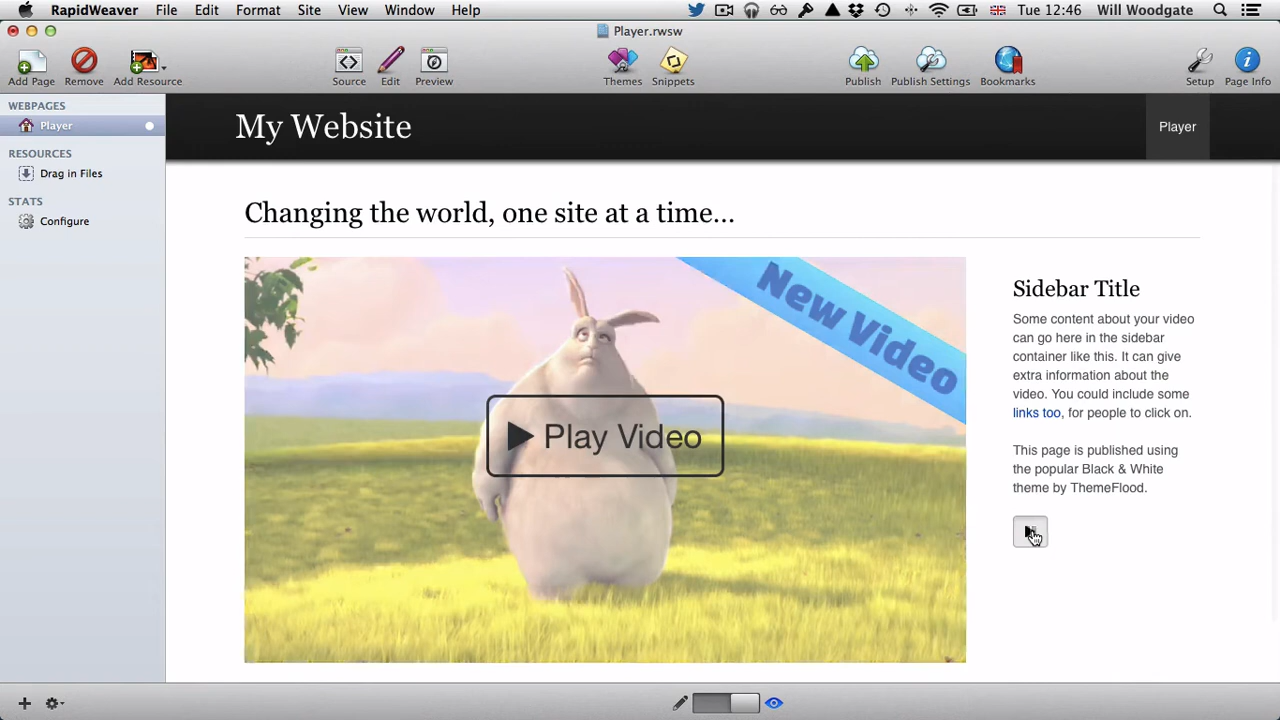 RapidWeaver File Edit Format Site View Window Help Tue 12:46 Will Woodgate
Player.rwsw
Add Page Remove Add Resource Source Edit Preview Themes Snippets Publish Publish Settings Bookmarks Setup Page Info
WEBPAGES
Player
RESOURCES
Drag in Files
STATS
Configure
My Website
Player
Changing the world, one site at a time...
New Video
Play Video
Sidebar Title
Some content about your video
can go here in the sidebar
container like this. It can give
extra information about the
video. You could include some
links too, for people to click on.
This page is published using
the popular Black & White
theme by ThemeFlood.